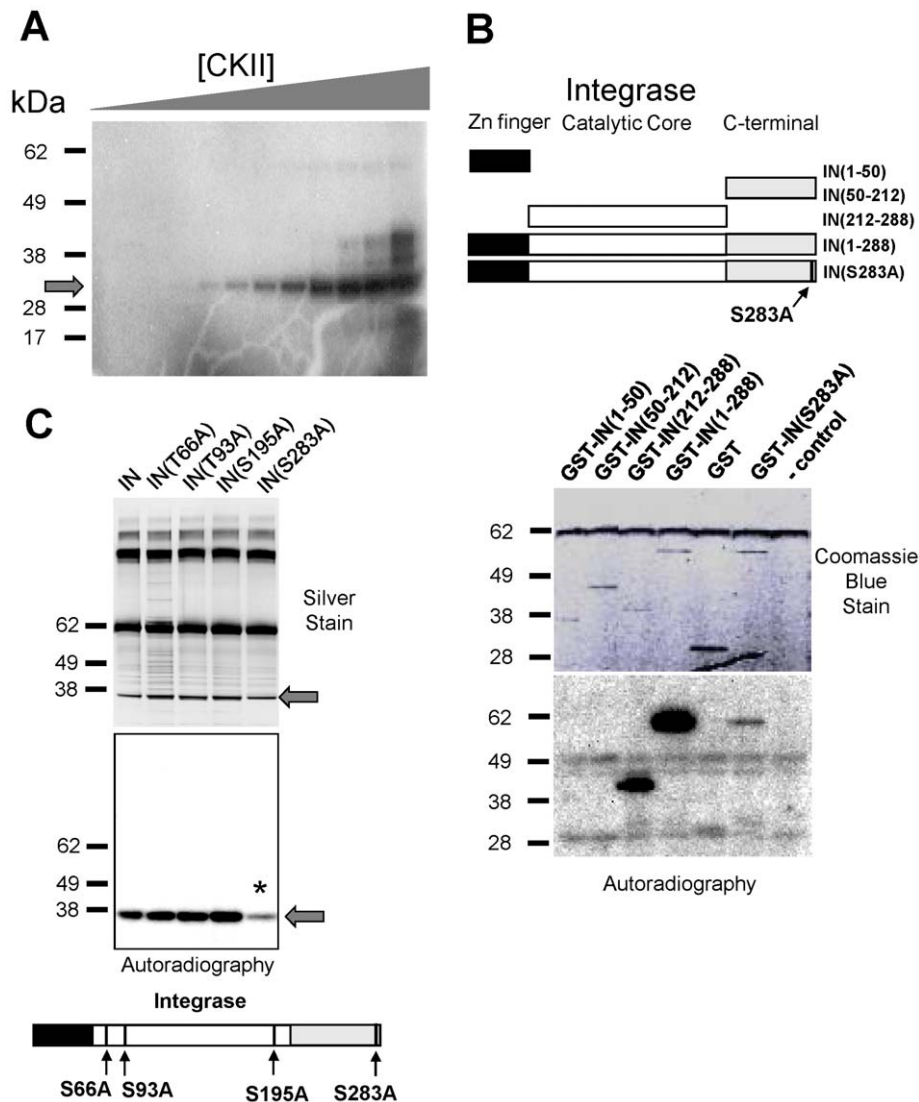 A
[CKII]
kDa
62
49
38
28
17
B
Integrase
Zn finger Catalytic Core C-terminal
IN(1-50)
IN(50-212)
IN(212-288)
IN(1-288)
IN(S283A)
S283A
GST-IN(1-50)
GST-IN(50-212)
GST-IN(212-288)
GST-IN(1-288)
GST
GST-IN(S283A)
- control
62
49
38
28
Coomassie
Blue
Stain
62
49
38
28
Autoradiography
C
IN
IN(T66A)
IN(T93A)
IN(S195A)
IN(S283A)
62
49
38
Silver
Stain
62
49
38
*
Autoradiography
Integrase
S66A S93A S195A S283A